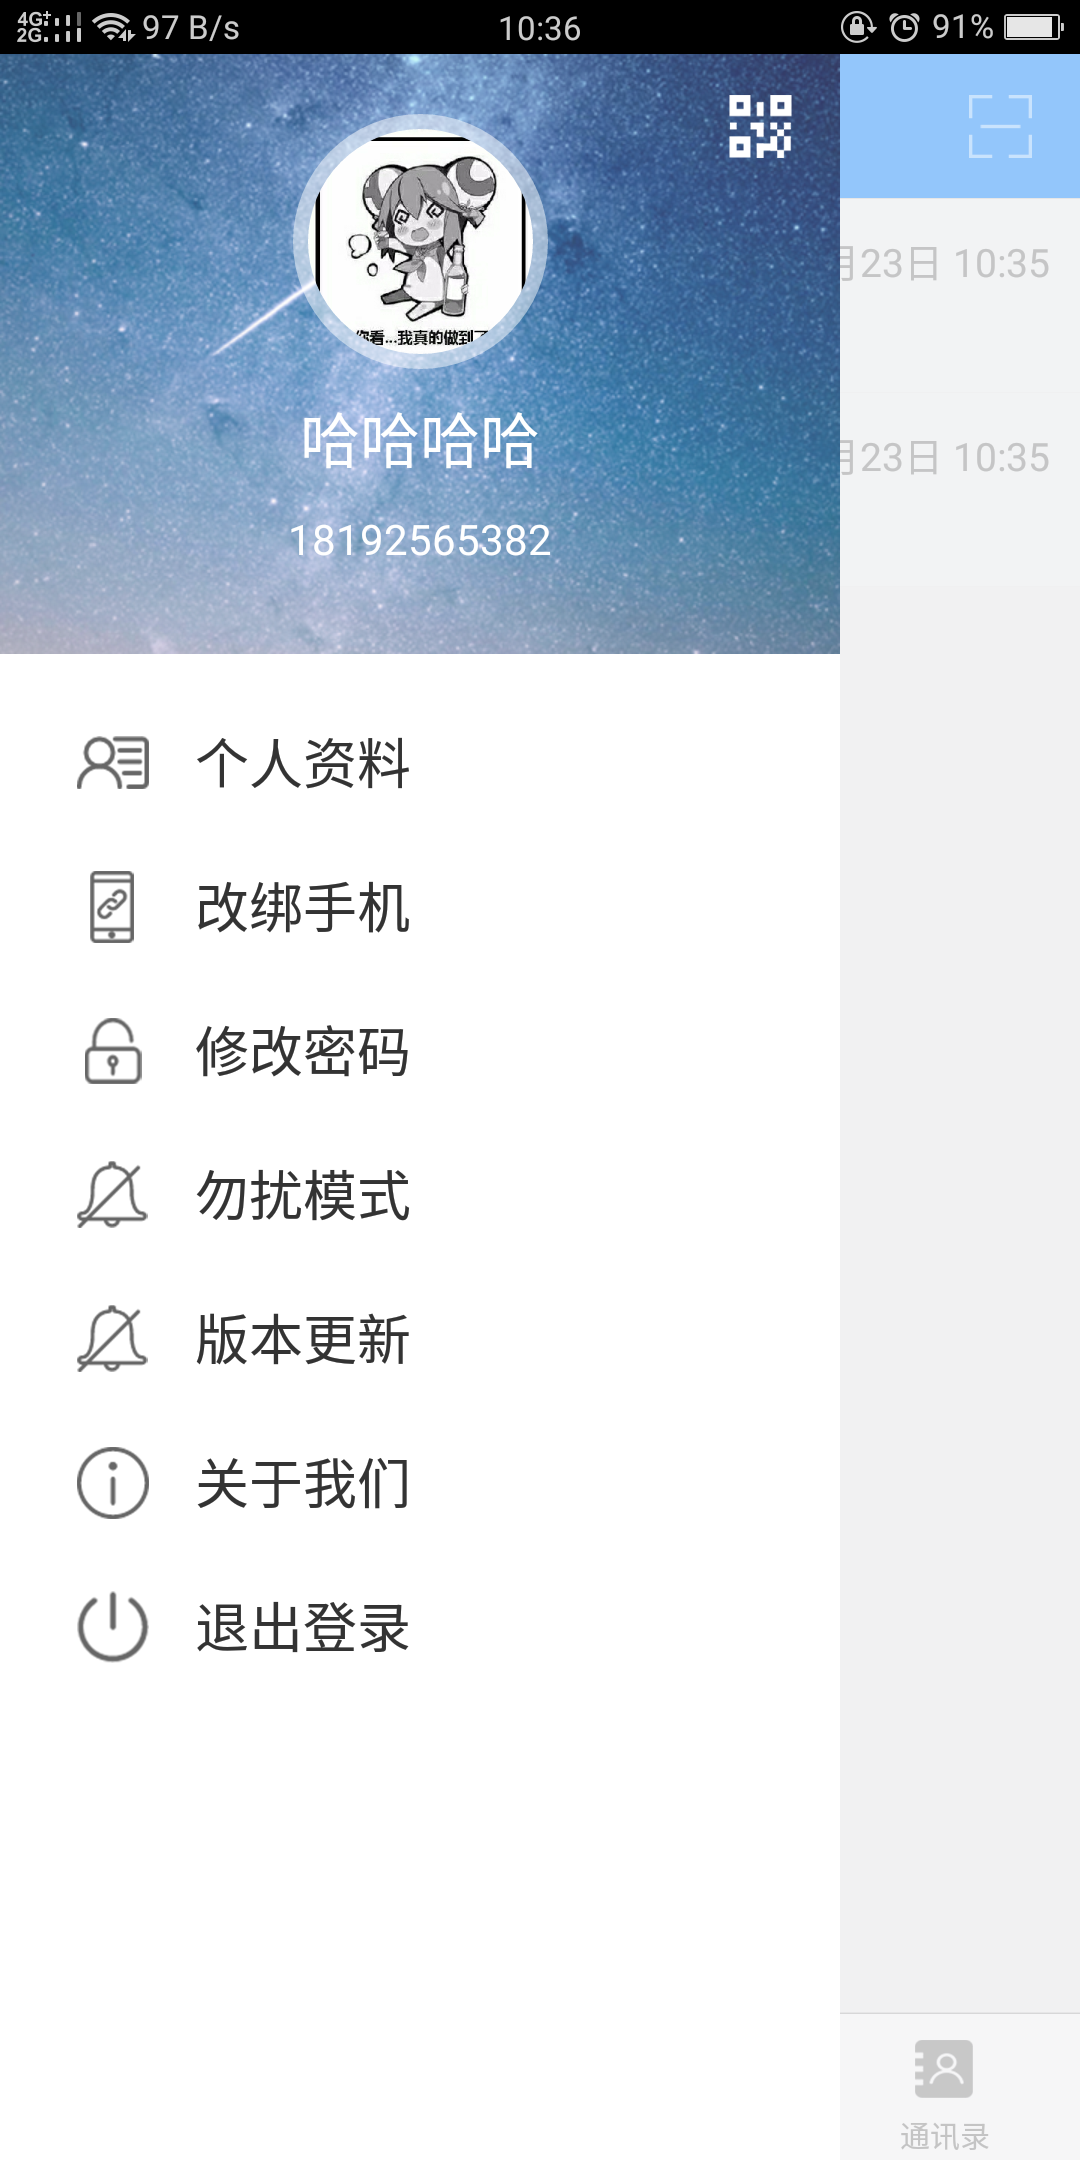 4G+ 2G 97 B/s 10:36 91%
你看...我真的做到了
哈哈哈哈
18192565382
月23日 10:35
月23日 10:35
个人资料
改绑手机
修改密码
勿扰模式
版本更新
关于我们
退出登录
通讯录